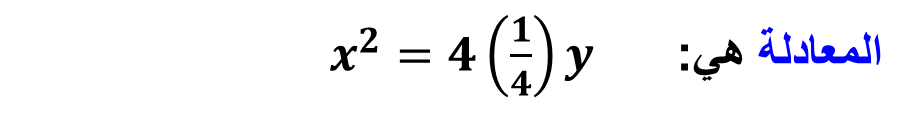 المعادلة هي: x² = 4 (1/4) y